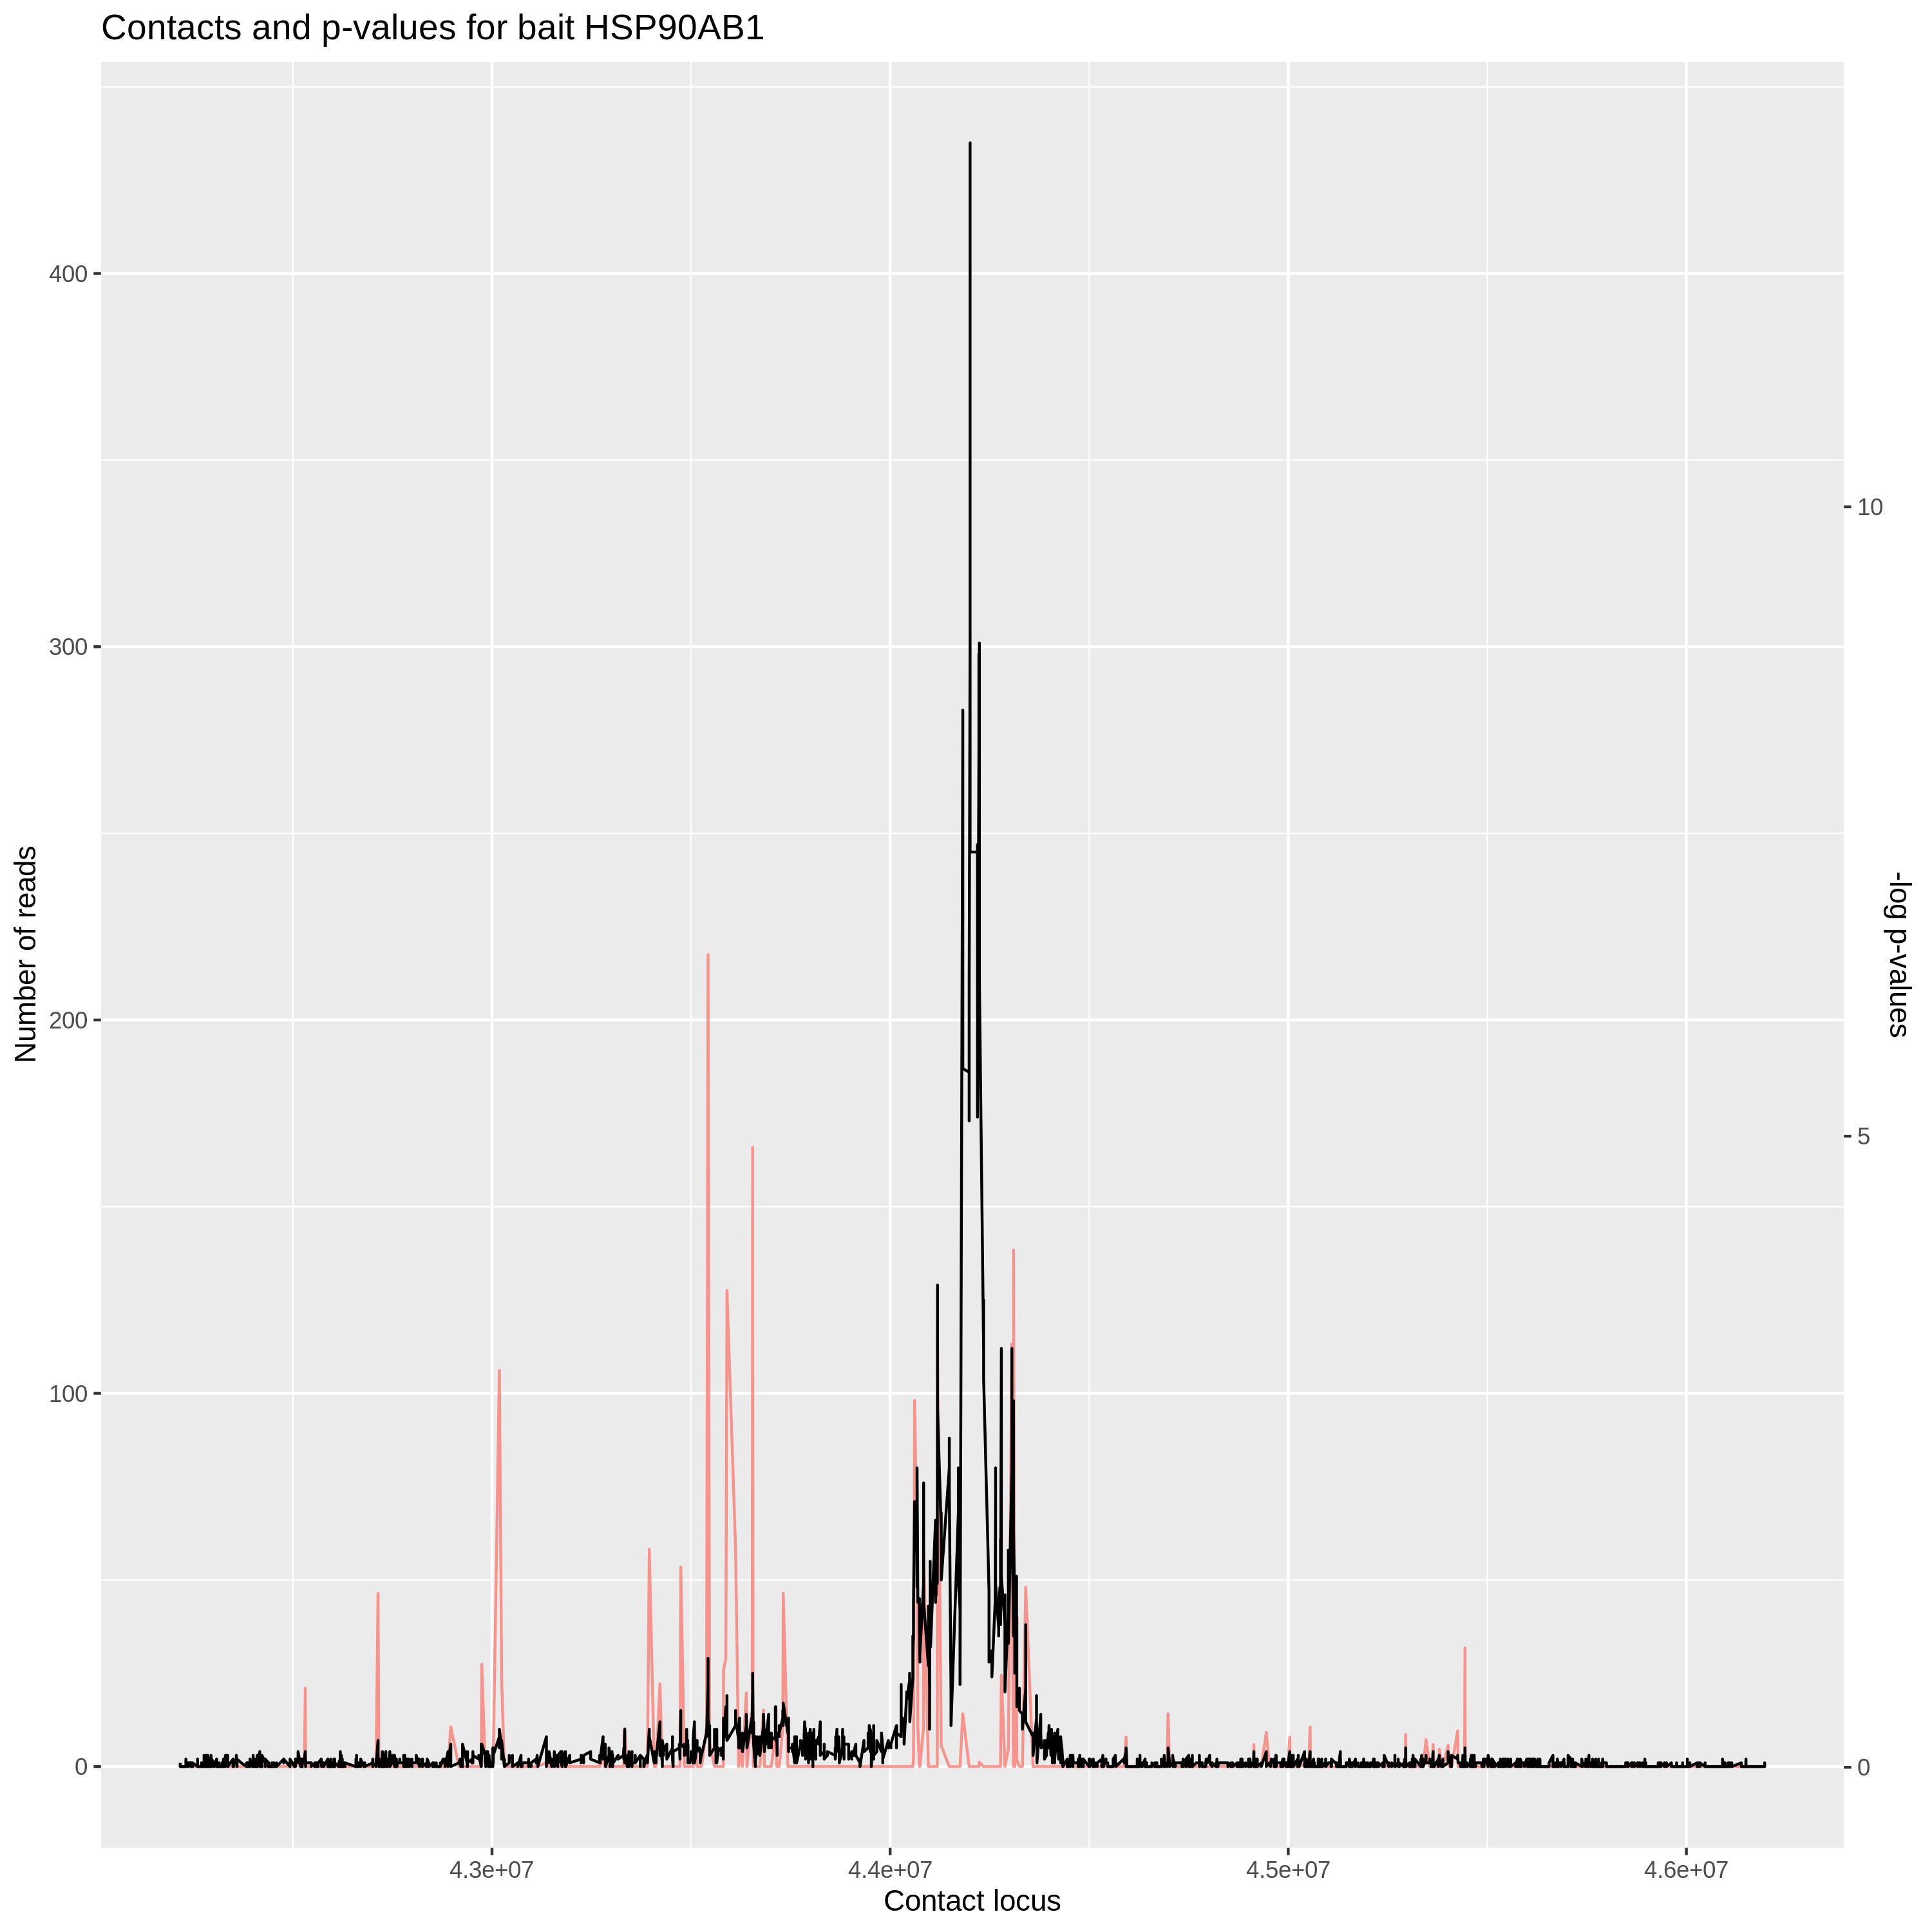 Contacts and p-values for bait HSP90AB1
400
300
200
100
0
Number of reads
10
5
0
-log p-values
4.3e+07
4.4e+07
4.5e+07
4.6e+07
Contact locus